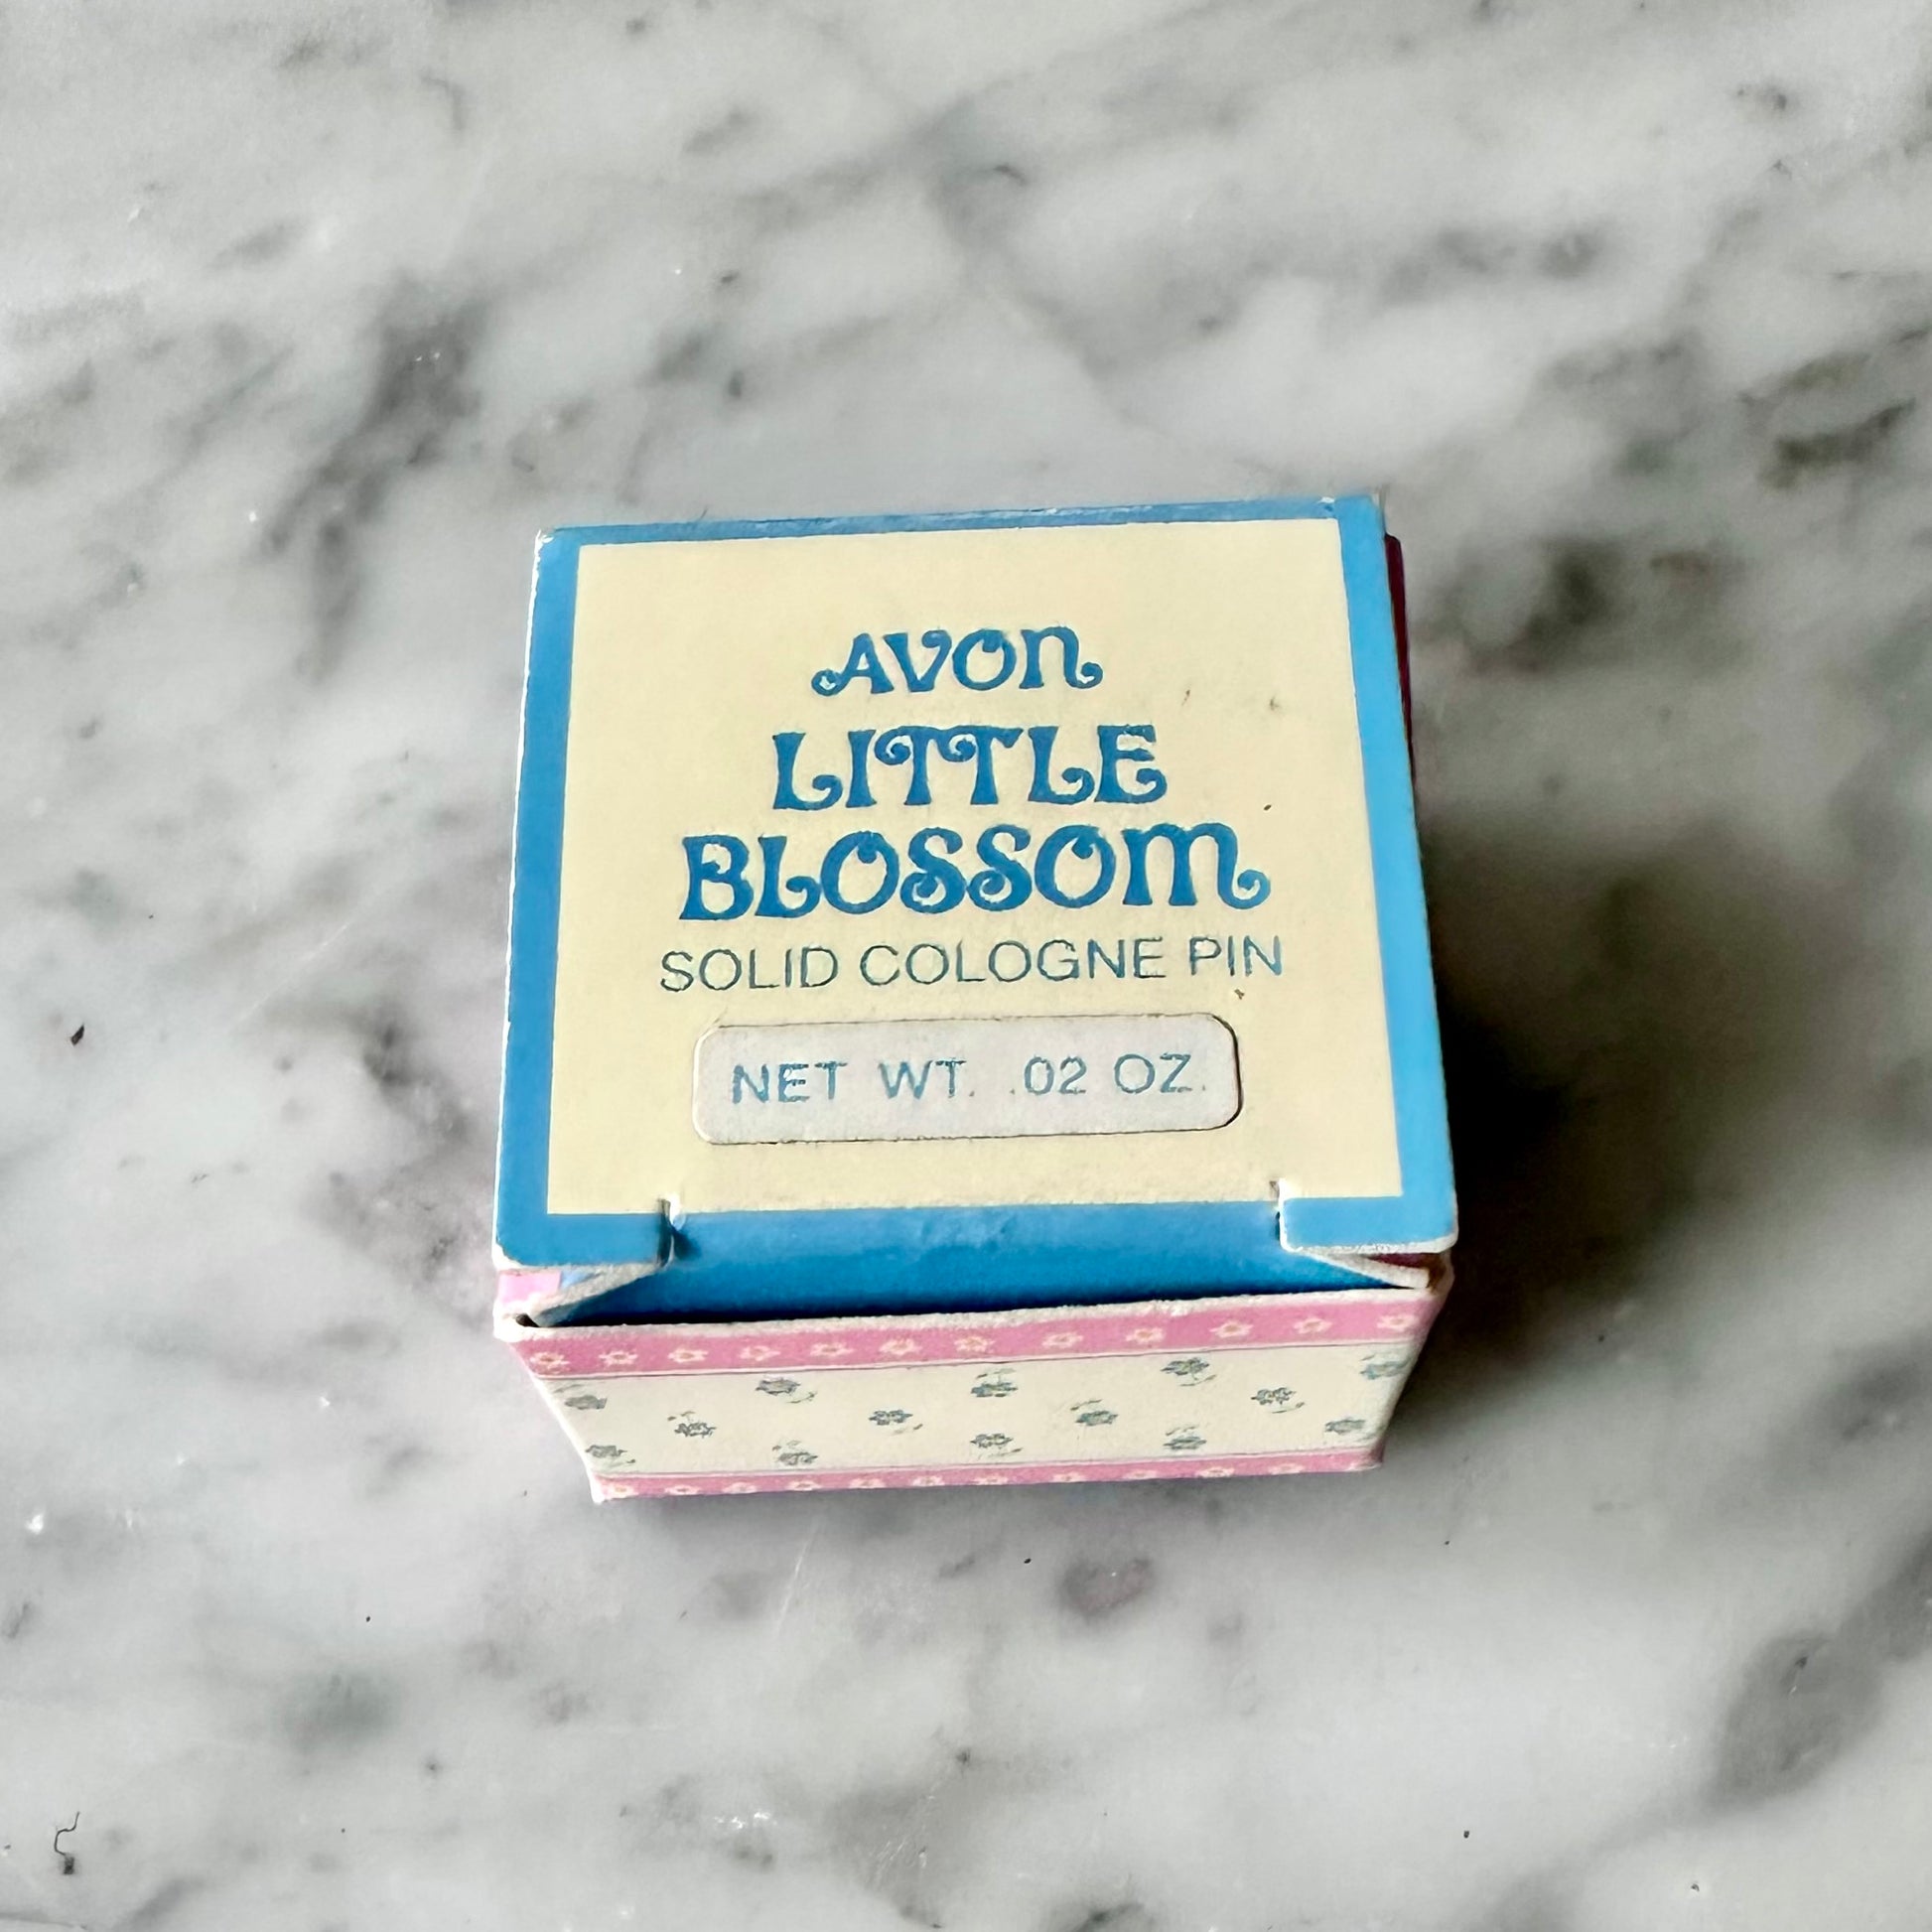 AVON
LITTLE
BLOSSOM
SOLID COLOGNE PIN
NET WT. .02 OZ.